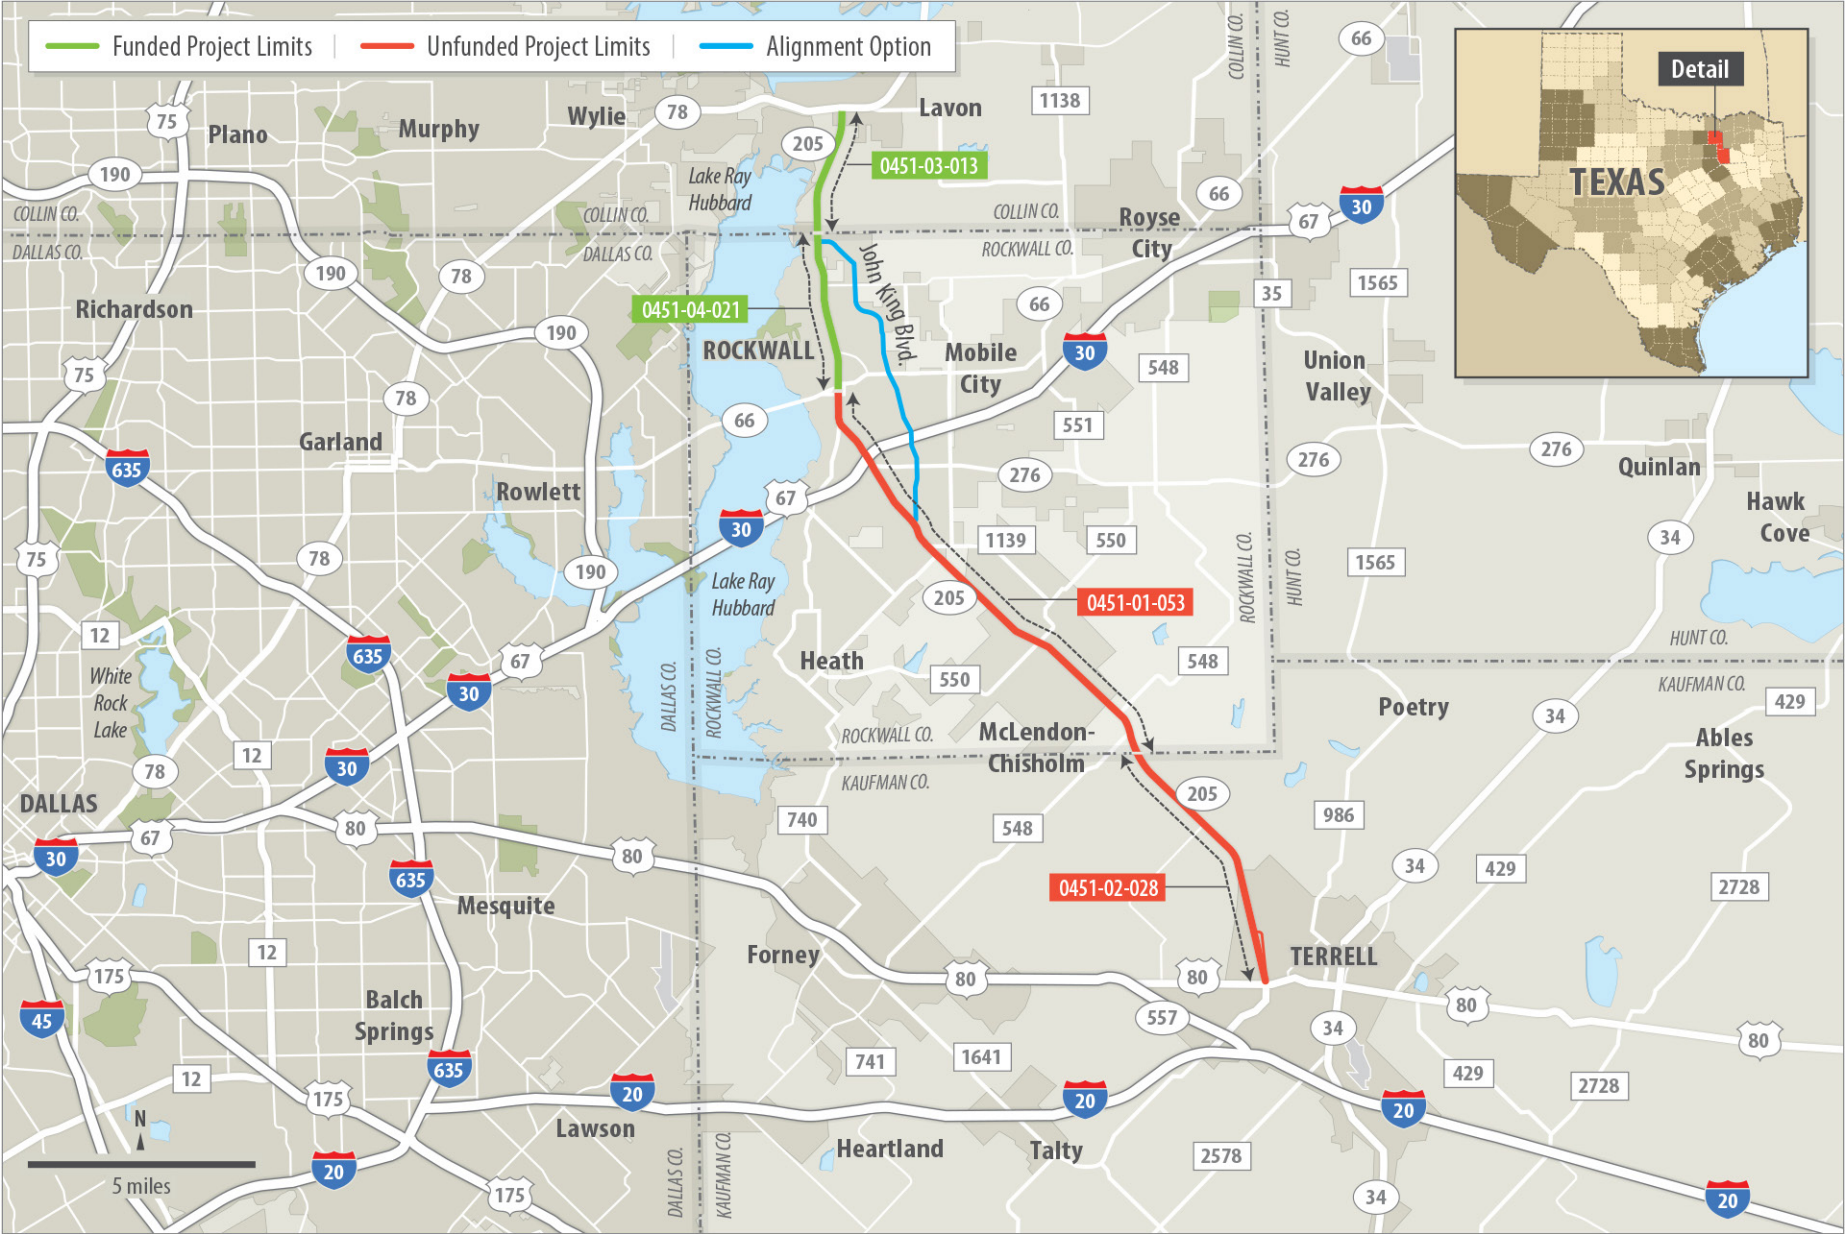 Funded Project Limits
Unfunded Project Limits
Alignment Option
COLLIN CO.
HUNT CO.
66
Detail
TEXAS
75
Plano
Murphy
Wylie
78
Lavon
1138
205
0451-03-013
190
Lake Ray
Hubbard
66
30
67
COLLIN CO.
DALLAS CO.
COLLIN CO.
DALLAS CO.
COLLIN CO.
ROCKWALL CO.
Royse
City
190
78
John King Blvd.
35
1565
Richardson
0451-04-021
66
190
ROCKWALL
Mobile
City
30
548
Union
Valley
75
78
66
551
Garland
635
276
276
276
Quinlan
Rowlett
67
30
Hawk
Cove
75
78
190
1139
550
34
1565
ROCKWALL CO.
HUNT CO.
Lake Ray
Hubbard
205
0451-01-053
12
635
67
Heath
548
HUNT CO.
KAUFMAN CO.
White
Rock
Lake
30
DALLAS CO.
ROCKWALL CO.
550
Poetry
34
429
12
30
ROCKWALL CO.
KAUFMAN CO.
McLendon-
Chisholm
Ables
Springs
78
205
DALLAS
67
80
740
548
986
30
80
635
34
429
2728
0451-02-028
Mesquite
12
Forney
TERRELL
175
80
80
80
45
Balch
Springs
557
34
80
635
741
1641
429
2728
12
175
20
20
20
N
Lawson
Heartland
Talty
2578
20
5 miles
175
DALLAS CO.
KAUFMAN CO.
34
20